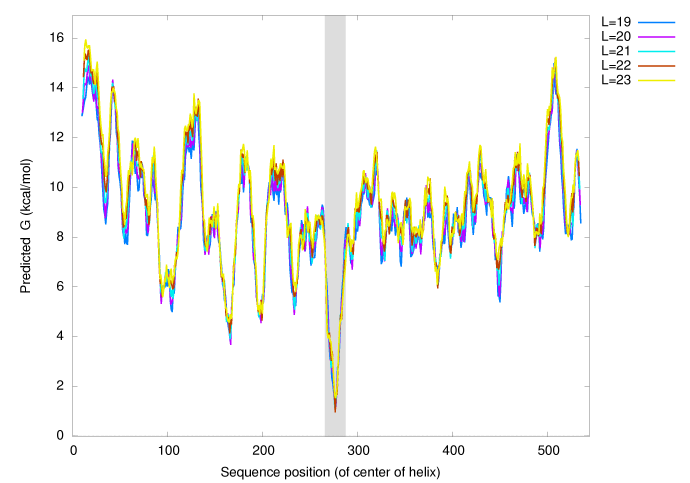 L=19
L=20
L=21
L=22
L=23
16
14
12
10
8
6
4
2
0
Predicted G (kcal/mol)
0 100 200 300 400 500
Sequence position (of center of helix)